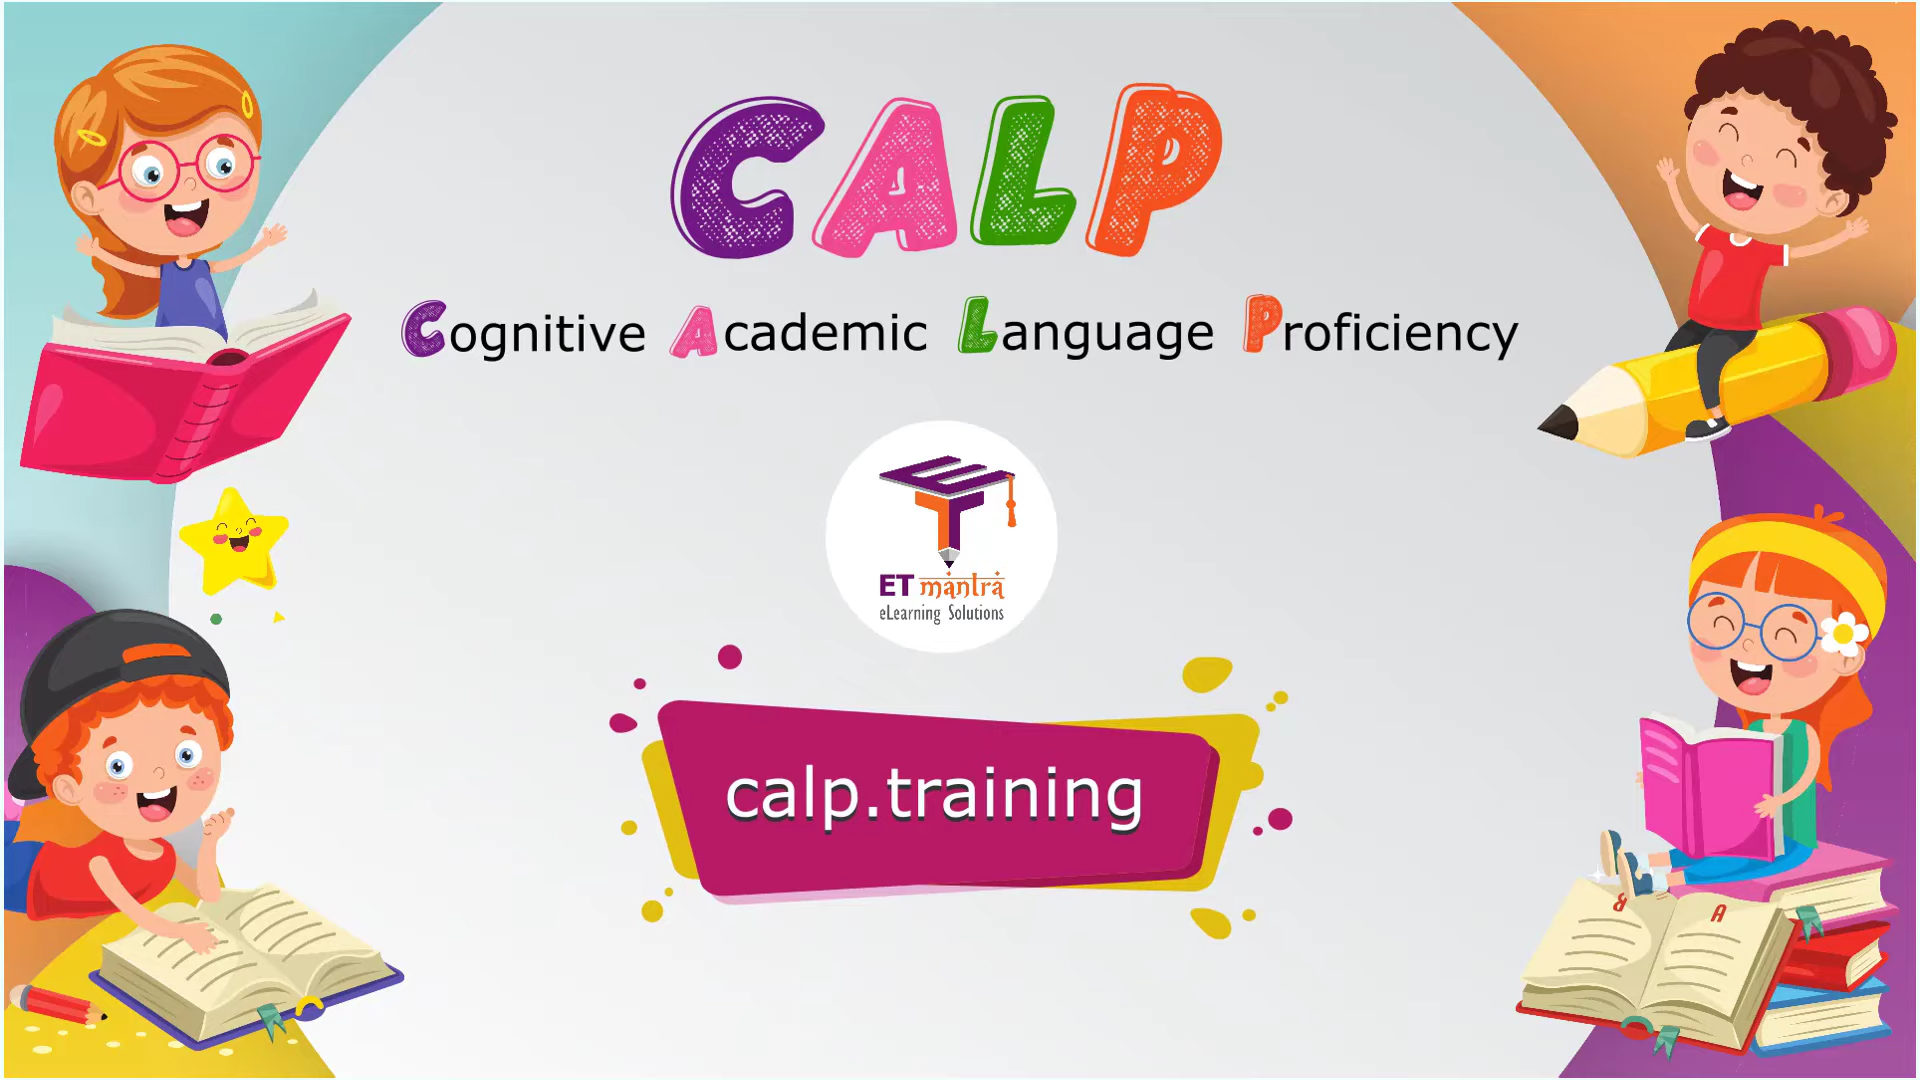 CALP
Cognitive Academic Language Proficiency
ET mantra
eLearning Solutions
calp.training
B A